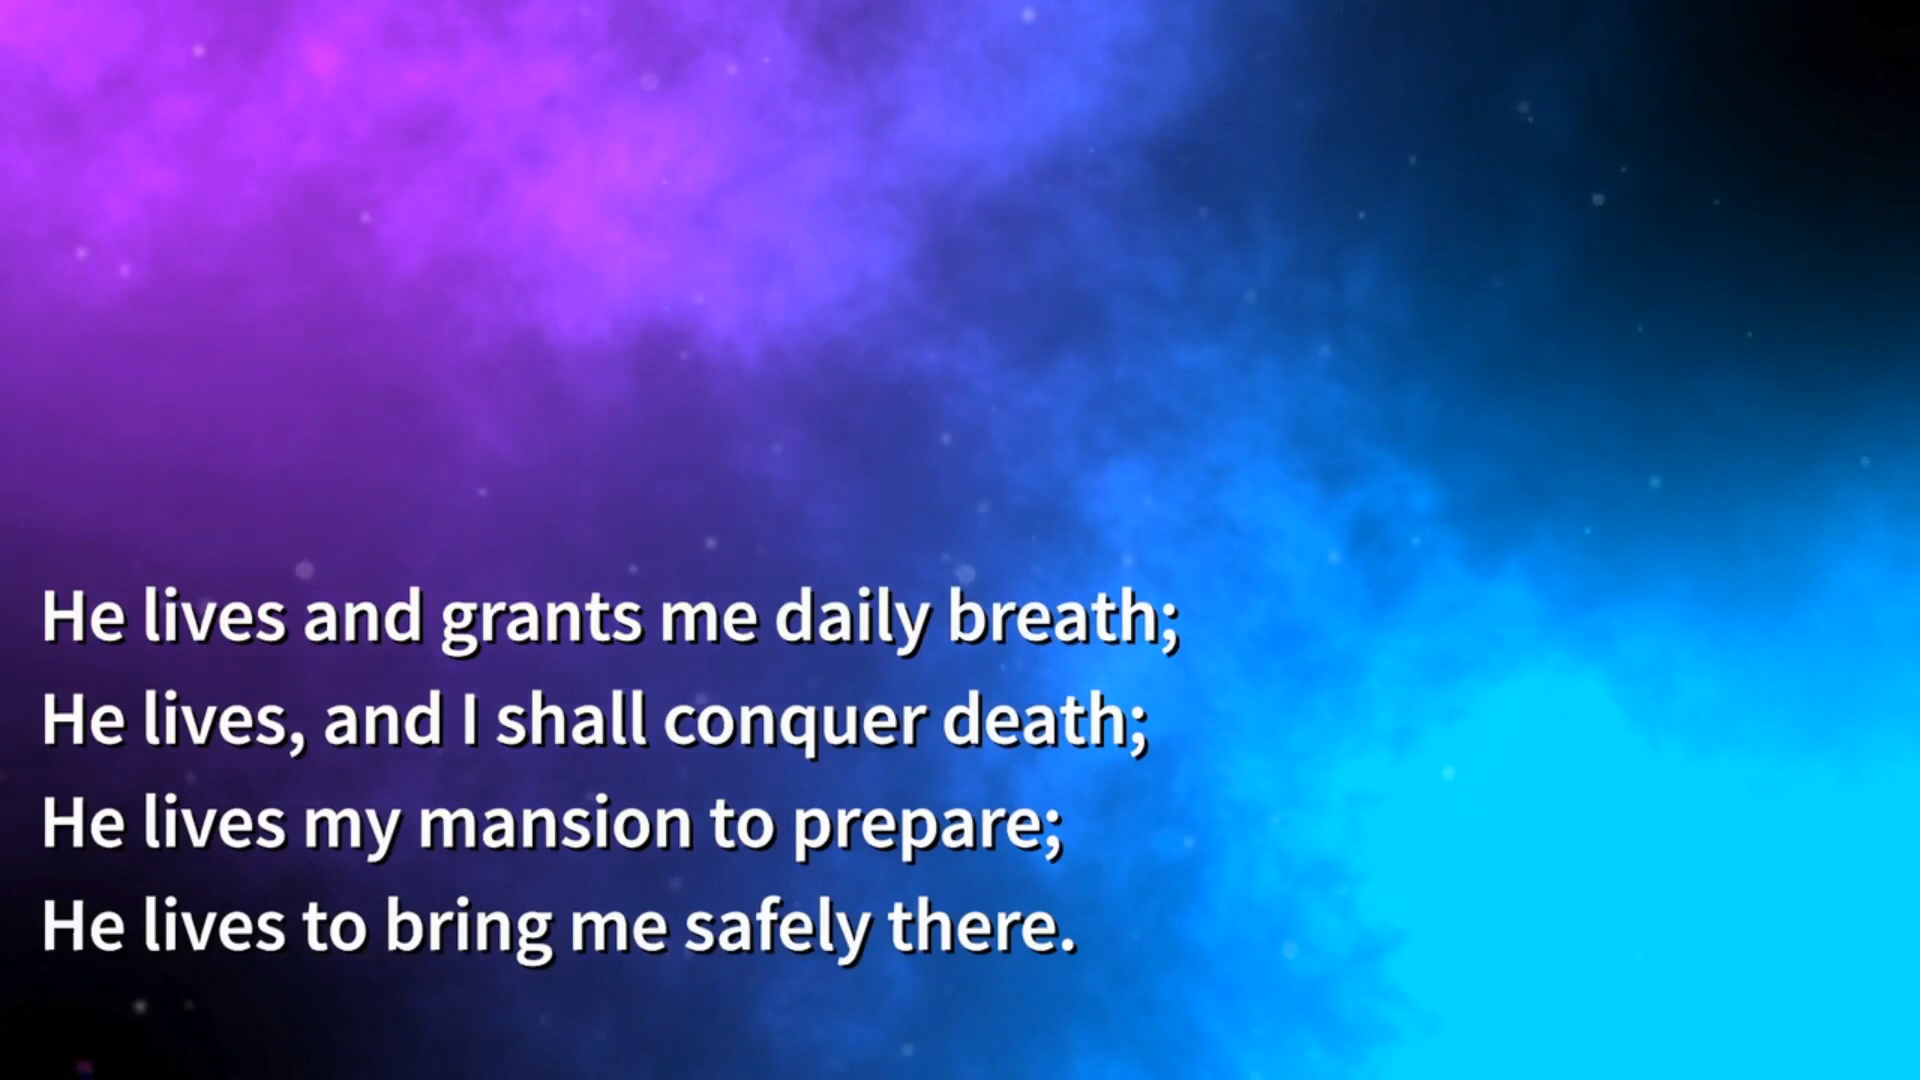 He lives and grants me daily breath;
He lives, and I shall conquer death;
He lives my mansion to prepare;
He lives to bring me safely there.